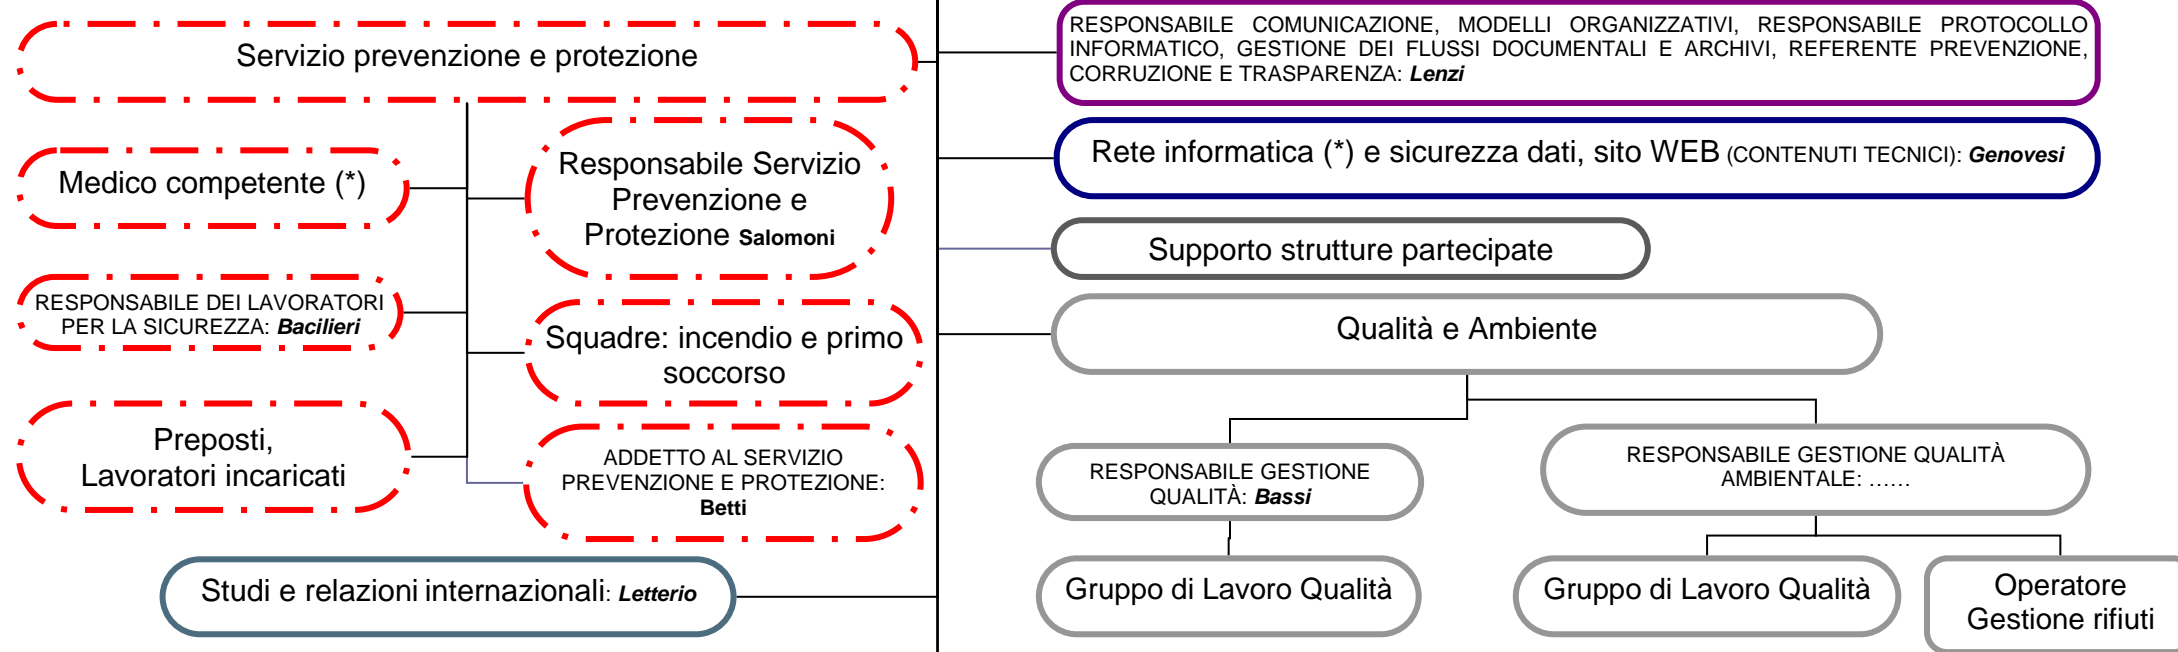 Servizio prevenzione e protezione
Medico competente (*)
Responsabile Servizio
Prevenzione e
Protezione Salomoni
RESPONSABILE DEI LAVORATORI
PER LA SICUREZZA: Bacilieri
Squadre: incendio e primo
soccorso
Preposti,
Lavoratori incaricati
ADDETTO AL SERVIZIO
PREVENZIONE E PROTEZIONE:
Betti
Studi e relazioni internazionali: Letterio
RESPONSABILE COMUNICAZIONE, MODELLI ORGANIZZATIVI, RESPONSABILE PROTOCOLLO
INFORMATICO, GESTIONE DEI FLUSSI DOCUMENTALI E ARCHIVI, REFERENTE PREVENZIONE,
CORRUZIONE E TRASPARENZA: Lenzi
Rete informatica (*) e sicurezza dati, sito WEB (CONTENUTI TECNICI): Genovesi
Supporto strutture partecipate
Qualità e Ambiente
RESPONSABILE GESTIONE
QUALITÀ: Bassi
RESPONSABILE GESTIONE QUALITÀ
AMBIENTALE: ……
Gruppo di Lavoro Qualità
Gruppo di Lavoro Qualità
Operatore
Gestione rifiuti